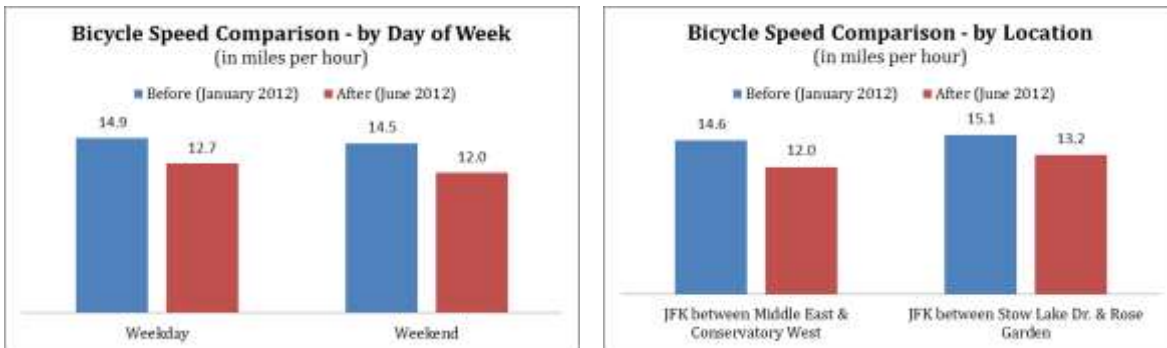 Bicycle Speed Comparison - by Day of Week
(in miles per hour)
Before (January 2012) After (June 2012)
14.9
12.7
14.5
12.0
Weekday
Weekend
Bicycle Speed Comparison - by Location
(in miles per hour)
Before (January 2012) After (June 2012)
14.6
12.0
15.1
13.2
JFK between Middle East &
Conservatory West
JFK between Stow Lake Dr. & Rose
Garden